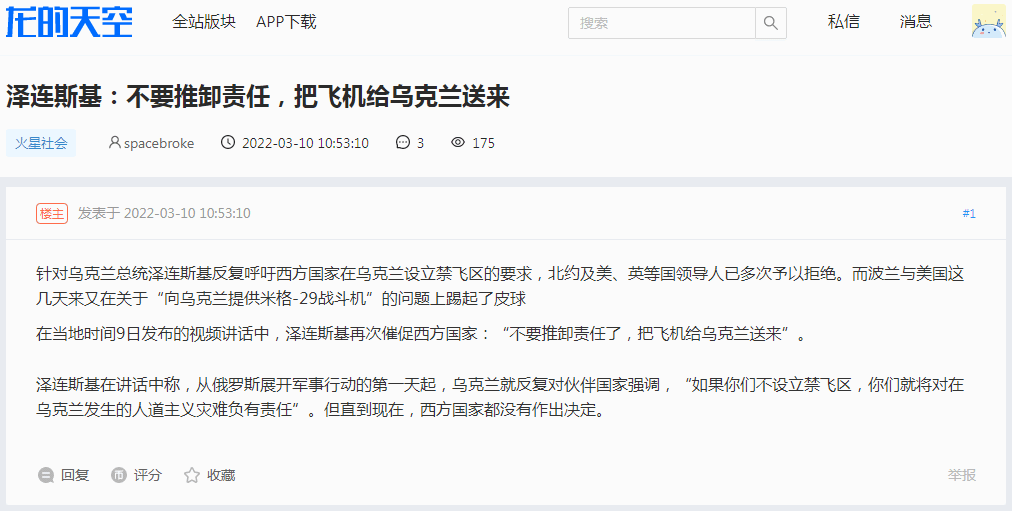 龙的天空 全站版块 APP下载 搜索 私信 消息
泽连斯基：不要推卸责任，把飞机给乌克兰送来
火星社会 spacebroke 2022-03-10 10:53:10 3 175
楼主 发表于 2022-03-10 10:53:10 #1
针对乌克兰总统泽连斯基反复呼吁西方国家在乌克兰设立禁飞区的要求，北约及美、英等国领导人已多次予以拒绝。而波兰与美国这
几天来又在关于“向乌克兰提供米格-29战斗机”的问题上踢起了皮球
在当地时间9日发布的视频讲话中，泽连斯基再次催促西方国家：“不要推卸责任了，把飞机给乌克兰送来”。
泽连斯基在讲话中称，从俄罗斯展开军事行动的第一天起，乌克兰就反复对伙伴国家强调，“如果你们不设立禁飞区，你们就将对在
乌克兰发生的人道主义灾难负有责任”。但直到现在，西方国家都没有作出决定。
回复 币 评分 收藏 举报